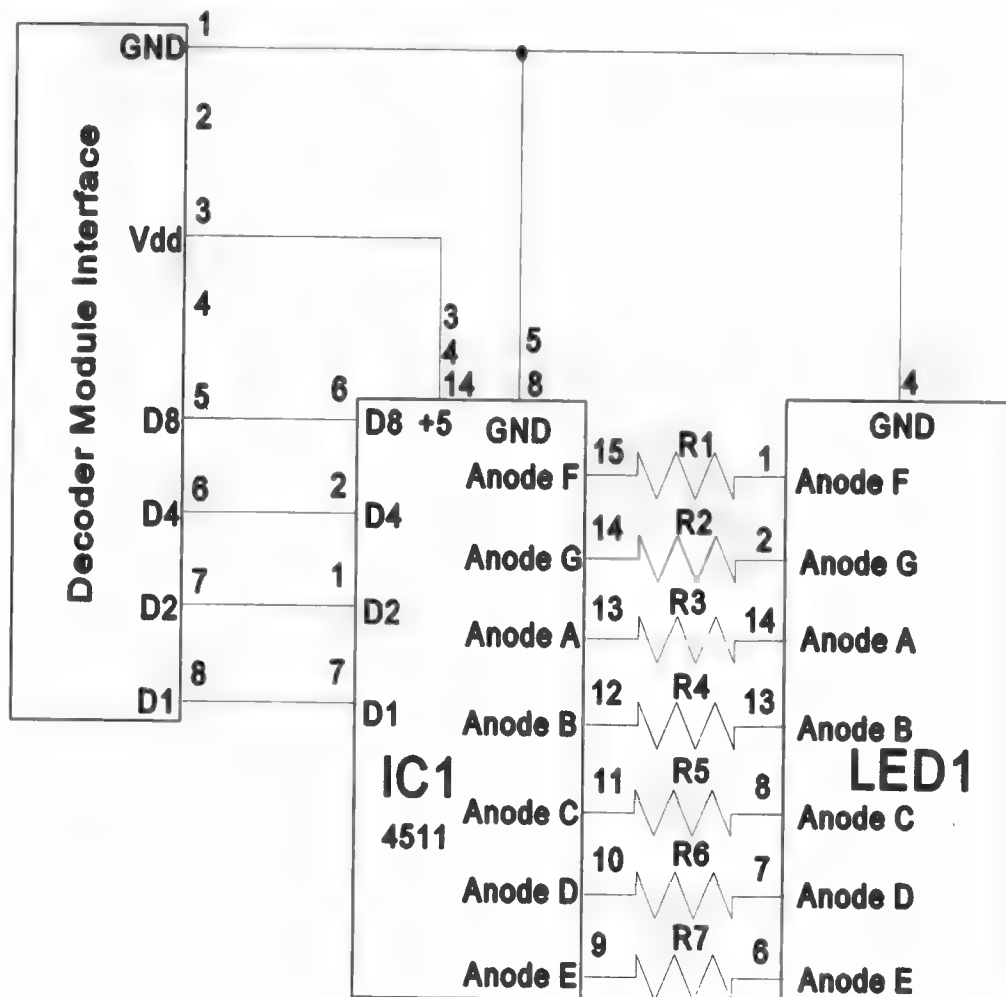 1
GND
2
Decoder Module Interface
3
Vdd
4
3
4
14
5
8
4
5
6
D8
D8 +5
GND
GND
15
R1
1
Anode F
Anode F
6
2
D4
D4
14
R2
2
Anode G
Anode G
7
1
D2
D2
13
R3
14
Anode A
Anode A
8
7
D1
D1
12
R4
13
Anode B
Anode B
IC1
LED1
4511
11
R5
8
Anode C
Anode C
10
R6
7
Anode D
Anode D
9
R7
6
Anode E
Anode E